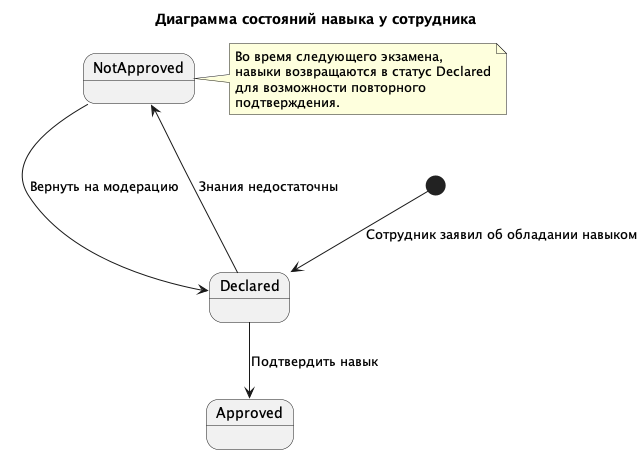 Диаграмма состояний навыка у сотрудника
NotApproved
Во время следующего экзамена,
навыки возвращаются в статус Declared
для возможности повторного
подтверждения.
Вернуть на модерацию
Знания недостаточны
Сотрудник заявил об обладании навыком
Declared
Подтвердить навык
Approved